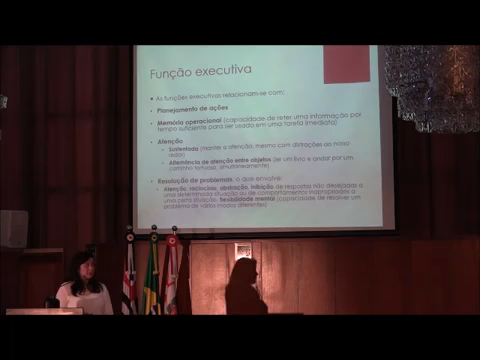 Função executiva
As funções executivas relacionam-se com:
Planejamento de ações
Memória operacional (capacidade de reter uma informação por
tempo suficiente para ser usada em uma tarefa imediata)
Atenção
Sustentada (manter a atenção, mesmo com distrações ao nosso
redor)
Alternância de atenção entre objetos (ler um livro e andar por um
caminho tortuoso, simultaneamente)
Resolução de problemas, o que envolve:
Atenção, raciocínio, abstração, inibição de respostas não desejadas a
uma determinada situação ou de comportamentos inapropriados a
uma certa situação, flexibilidade mental (capacidade de resolver um
problema de vários modos diferentes)